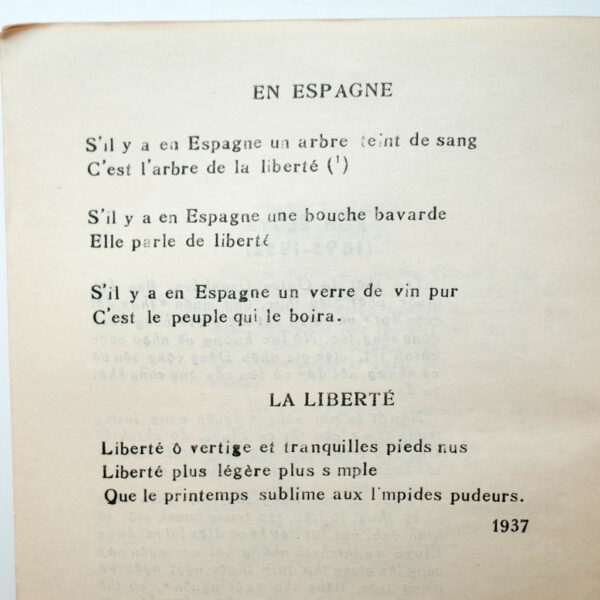 EN ESPAGNE
S'il y a en Espagne un arbre teint de sang
C'est l'arbre de la liberté (¹)
S'il y a en Espagne une bouche bavarde
Elle parle de liberté
S'il y a en Espagne un verre de vin pur
C'est le peuple qui le boira.
LA LIBERTÉ
Liberté ô vertige et tranquilles pieds nus
Liberté plus légère plus s mple
Que le printemps sublime aux l'mpides pudeurs.
1937